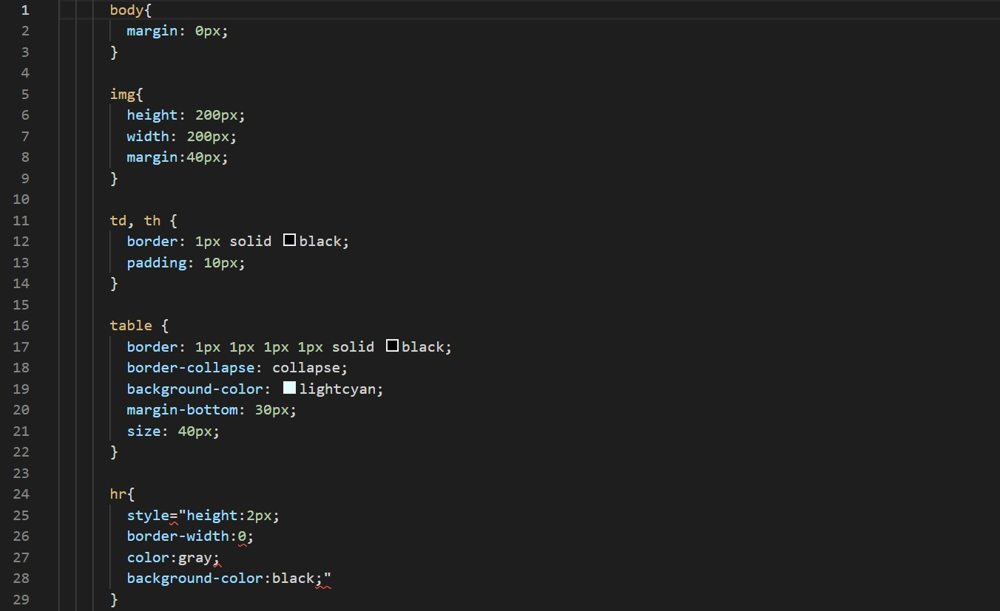 1 body{
2 margin: 0px;
3 }
4
5 img{
6 height: 200px;
7 width: 200px;
8 margin:40px;
9 }
10
11 td, th {
12 border: 1px solid black;
13 padding: 10px;
14 }
15
16 table {
17 border: 1px 1px 1px 1px solid black;
18 border-collapse: collapse;
19 background-color: lightcyan;
20 margin-bottom: 30px;
21 size: 40px;
22 }
23
24 hr{
25 style="height:2px;
26 border-width:0;
27 color:gray;
28 background-color:black;"
29 }